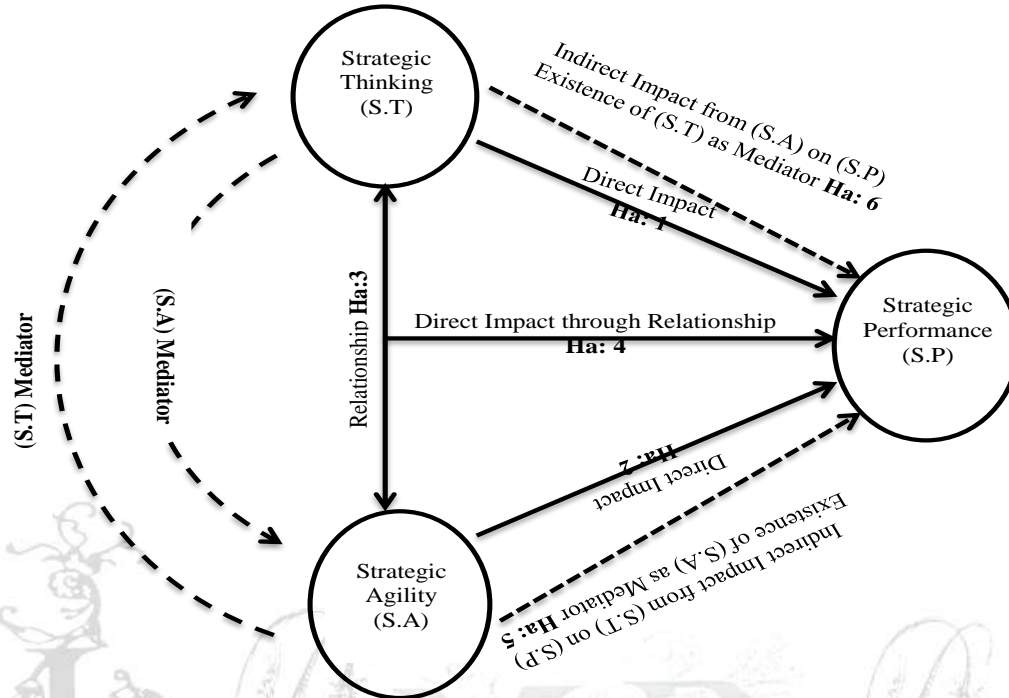 Strategic
Thinking
(S.T)
Indirect Impact from (S.A) on (S.P)
Existence of (S.T) as Mediator Ha: 6
Direct Impact
Ha: 1
(S.T) Mediator
(S.A) Mediator
Relationship Ha:3
Direct Impact through Relationship
Ha: 4
Strategic
Performance
(S.P)
Direct Impact
Ha: 2
Strategic
Agility
(S.A)
Indirect Impact from (S.T) on (S.P)
Existence of (S.A) as Mediator Ha: 5